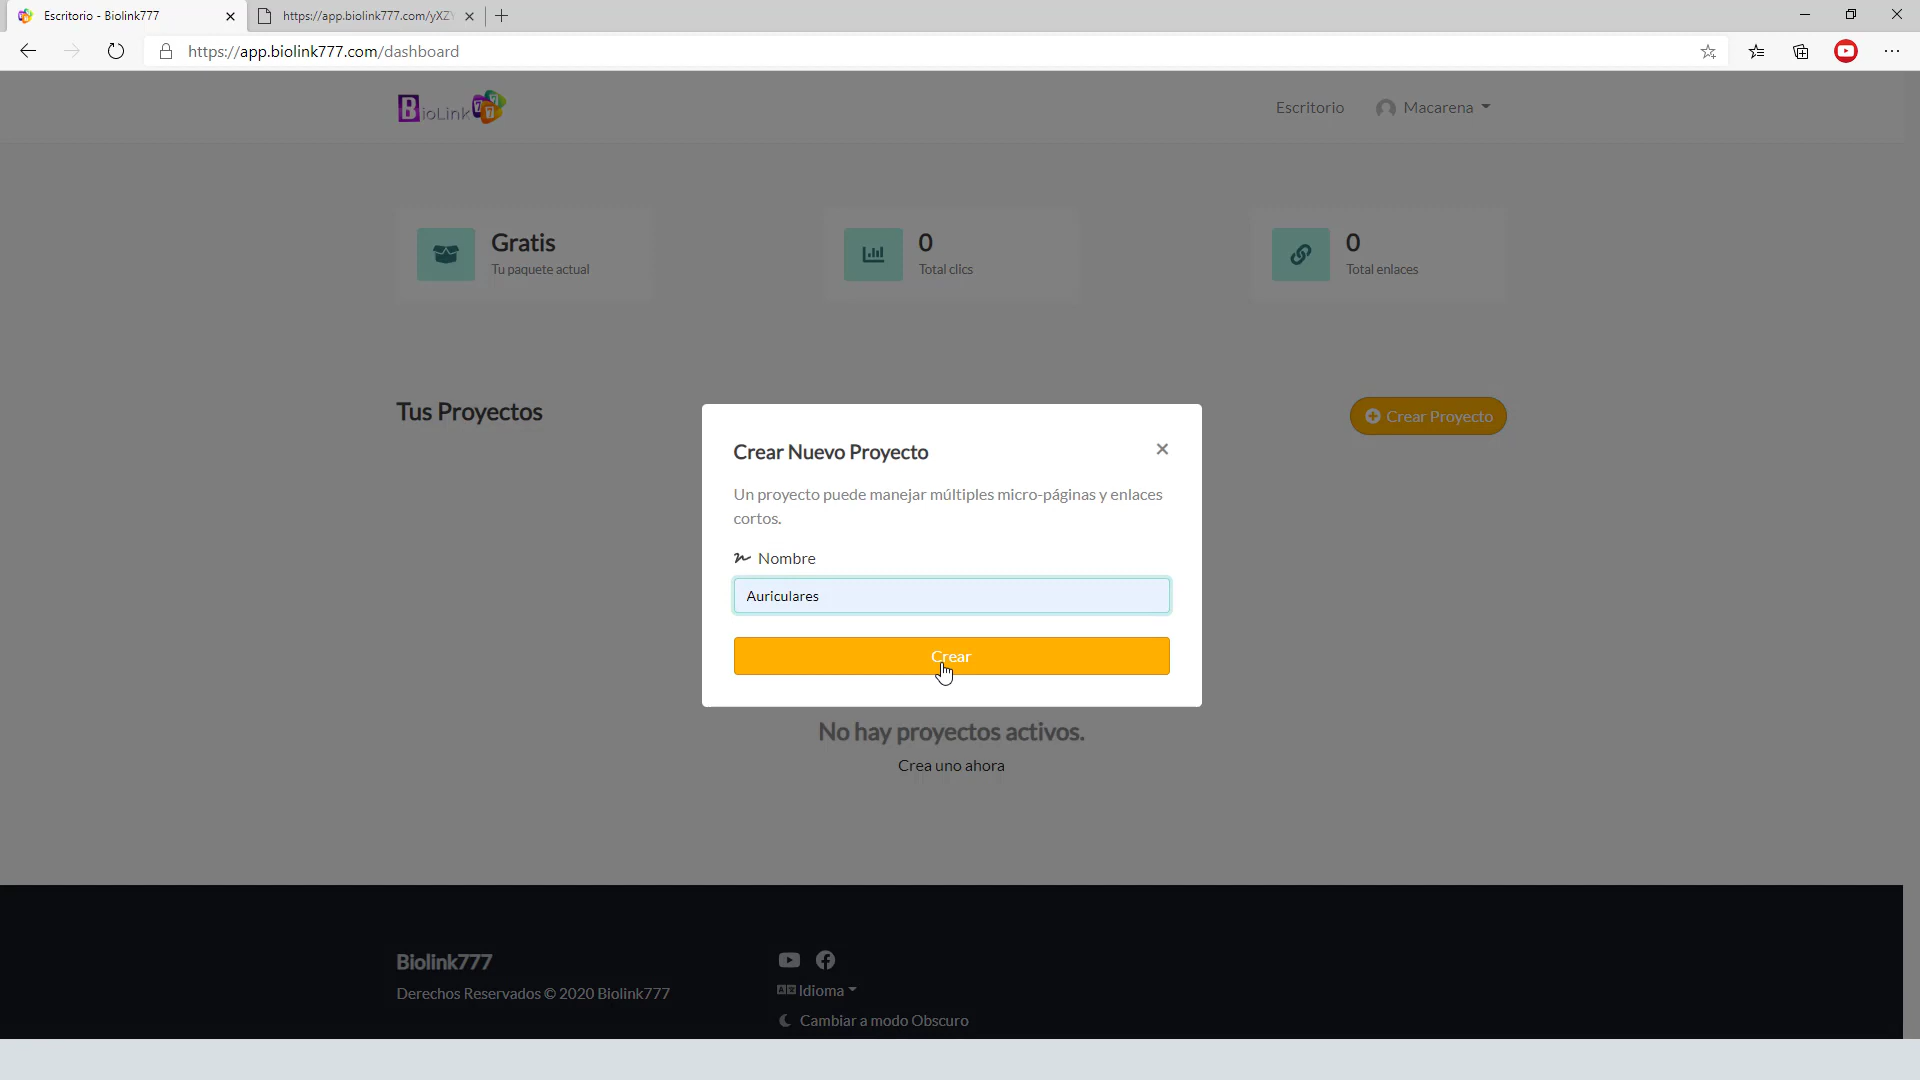 Escritorio - Biolink777
https://app.biolink777.com/yXZY
https://app.biolink777.com/dashboard
BioLink 777
Escritorio
Macarena
Gratis
Tu paquete actual
0
Total clics
0
Total enlaces
Tus Proyectos
Crear Proyecto
Crear Nuevo Proyecto
Un proyecto puede manejar múltiples micro-páginas y enlaces
cortos.
Nombre
Auriculares
Crear
No hay proyectos activos.
Crea uno ahora
Biolink777
Derechos Reservados © 2020 Biolink777
Idioma
Cambiar a modo Obscuro